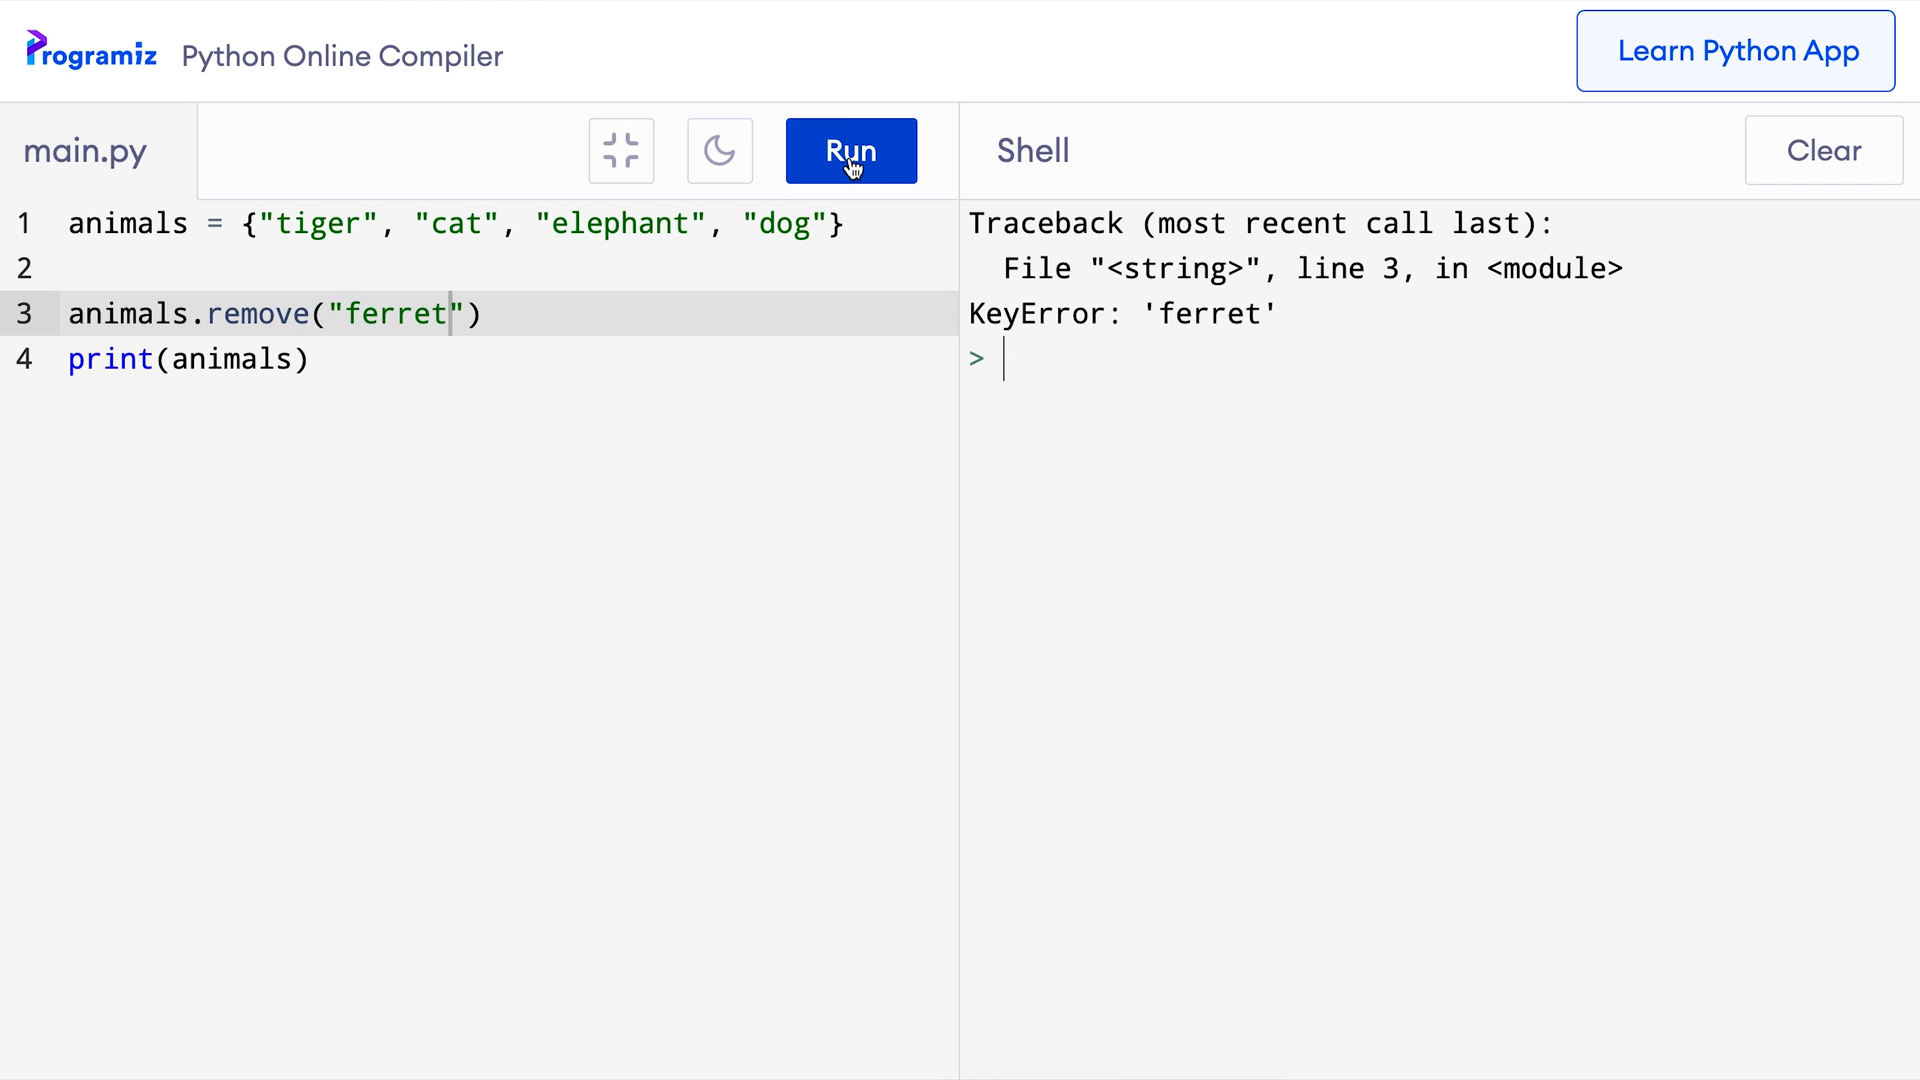 Programiz Python Online Compiler
Learn Python App
main.py
Run
Shell
Clear
1 animals = {"tiger", "cat", "elephant", "dog"}
2
3 animals.remove("ferret")
4 print(animals)
Traceback (most recent call last):
  File "<string>", line 3, in <module>
KeyError: 'ferret'
>